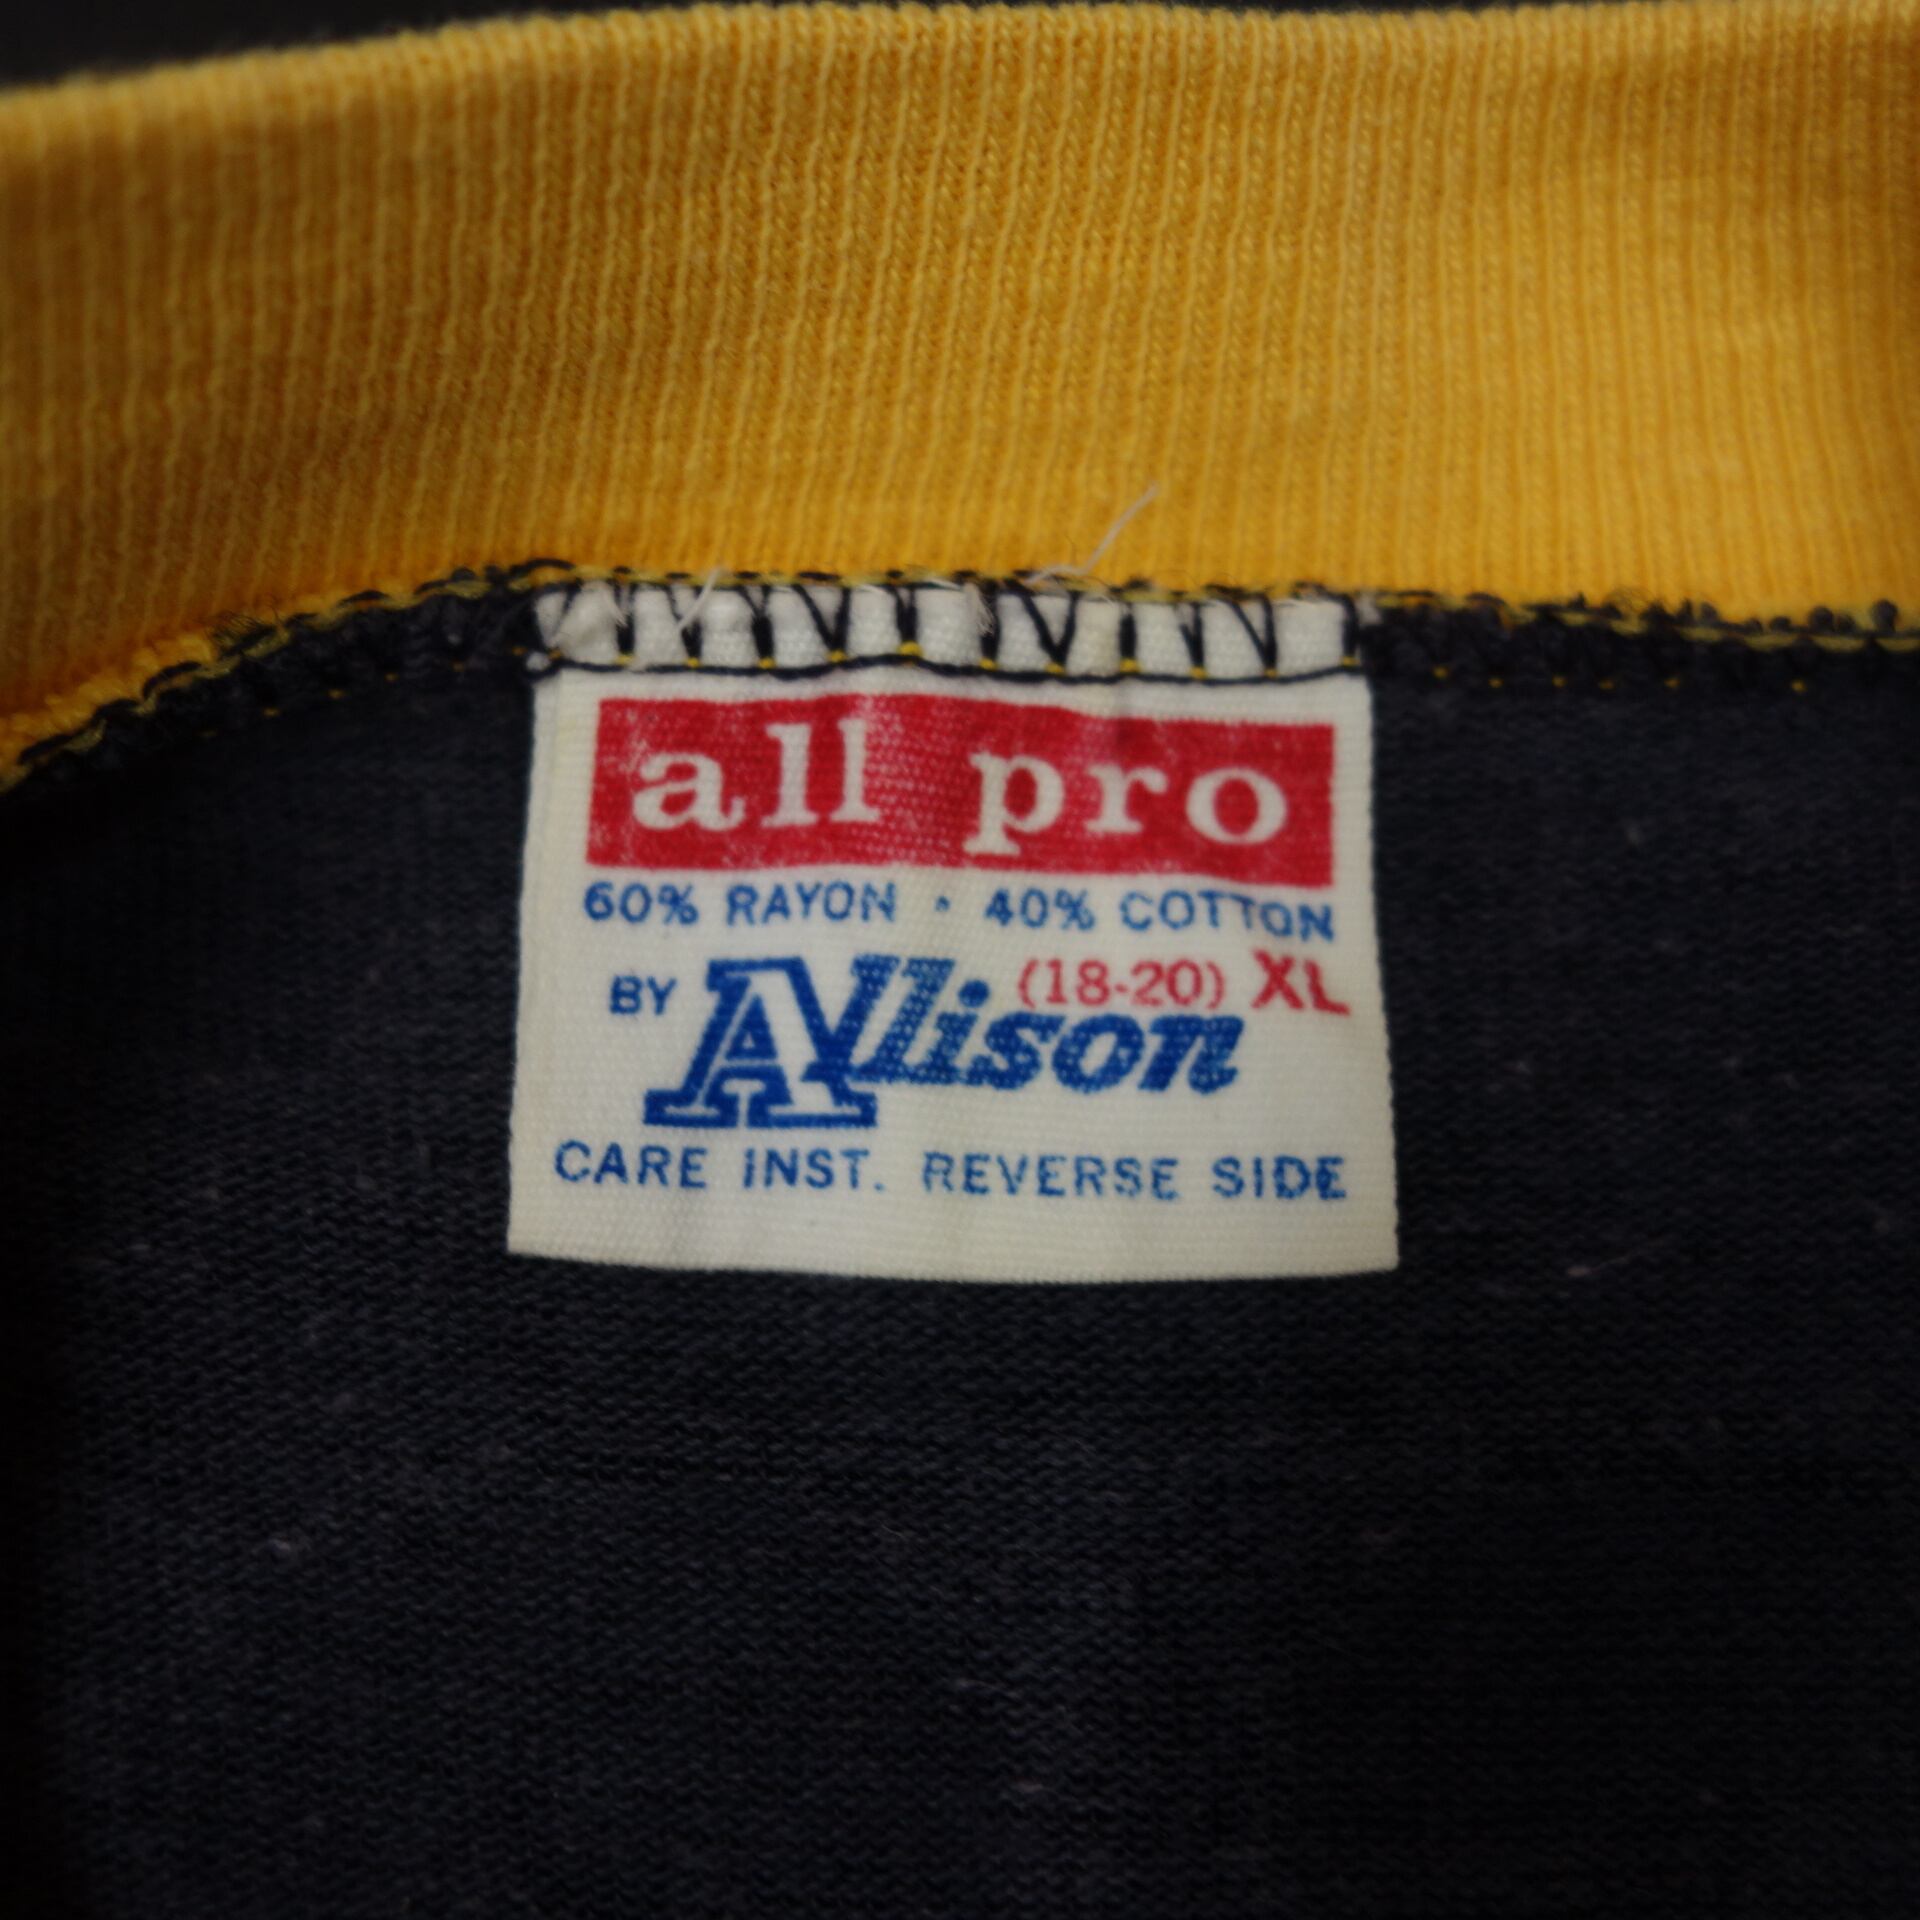 all pro
60% RAYON · 40% COTTON
(18-20) XL
BY Allison
CARE INST. REVERSE SIDE